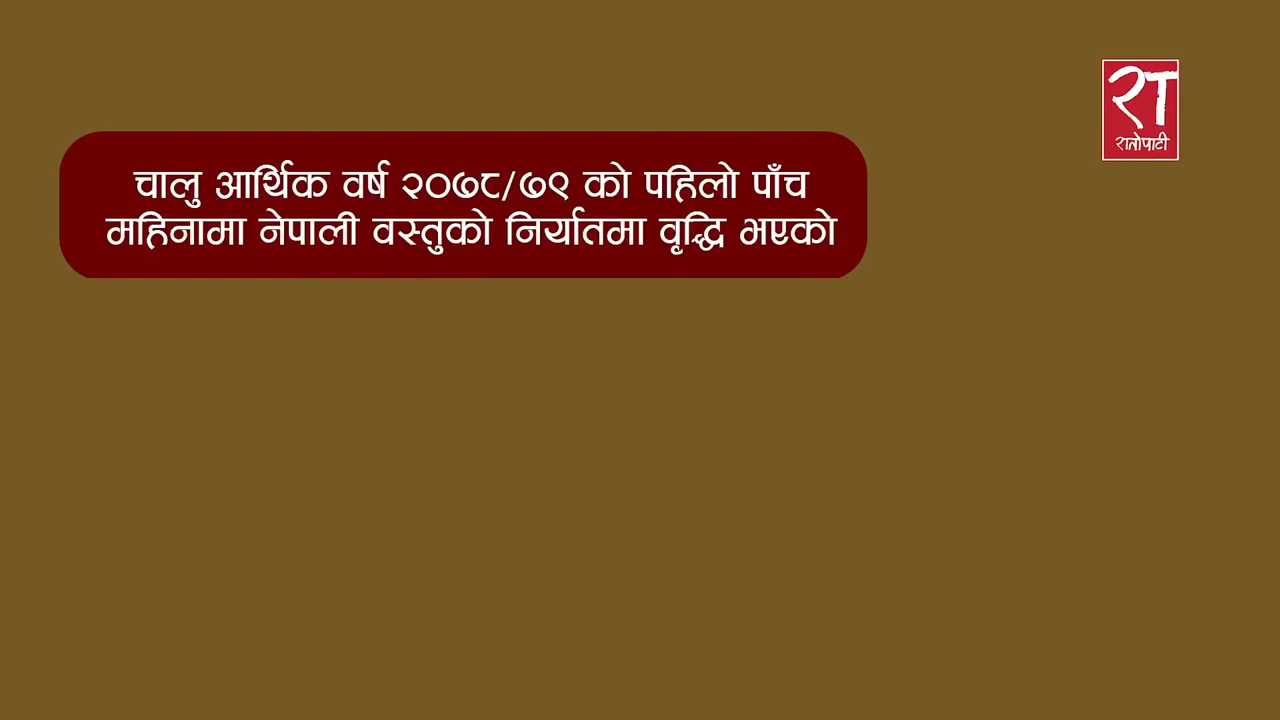 रा
रातोपाटी
चालु आर्थिक वर्ष २०७८/७९ को पहिलो पाँच
महिनामा नेपाली वस्तुको निर्यातमा वृद्धि भएको